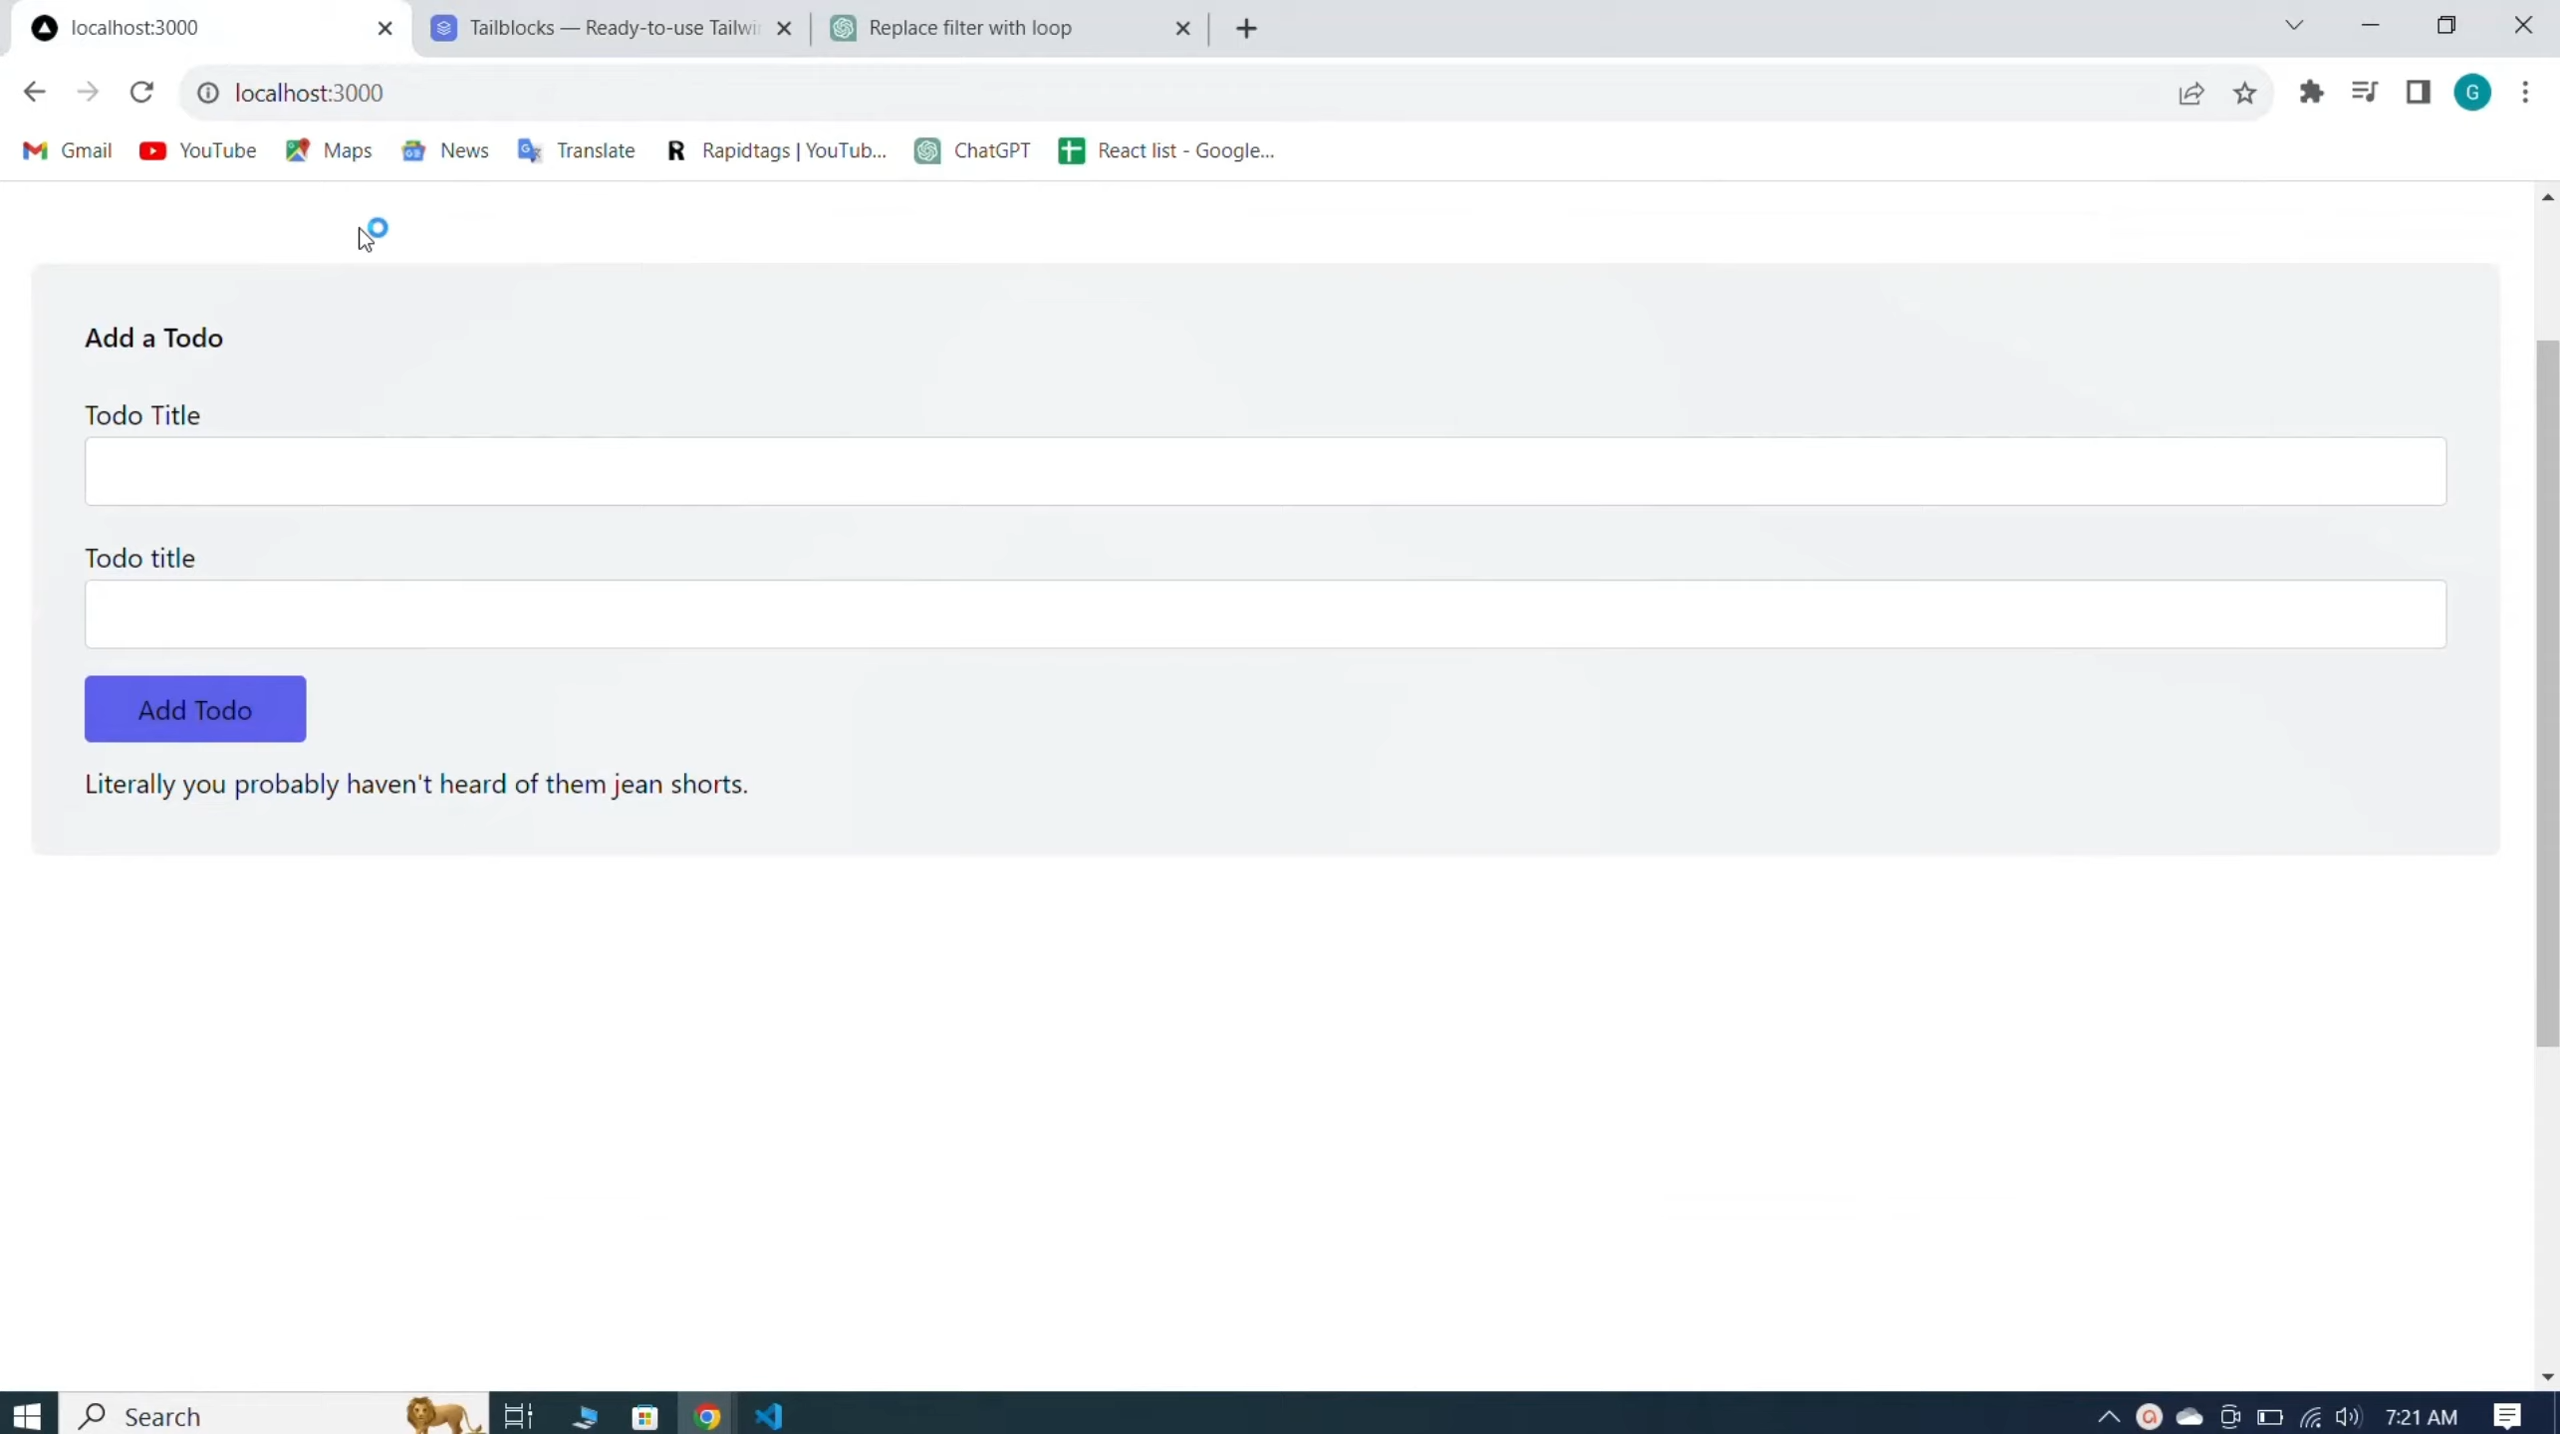 localhost:3000
Tailblocks — Ready-to-use Tailwi
Replace filter with loop
localhost:3000
G
Gmail
YouTube
Maps
News
Translate
R
Rapidtags | YouTub...
ChatGPT
React list - Google...
Add a Todo
Todo Title
Todo title
Add Todo
Literally you probably haven't heard of them jean shorts.
Search
7:21 AM